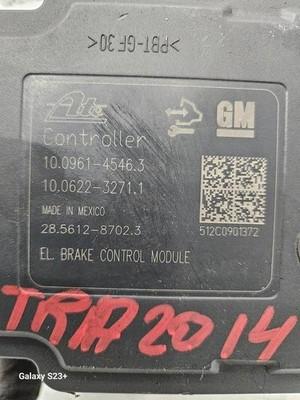 >PBT-GF30<
Ate
GM
Controller
10.0961-4546.3
10.0622-3271.1
MADE IN MEXICO
28.5612-8702.3
512C0901372
EL. BRAKE CONTROL MODULE
2014
Galaxy S23+